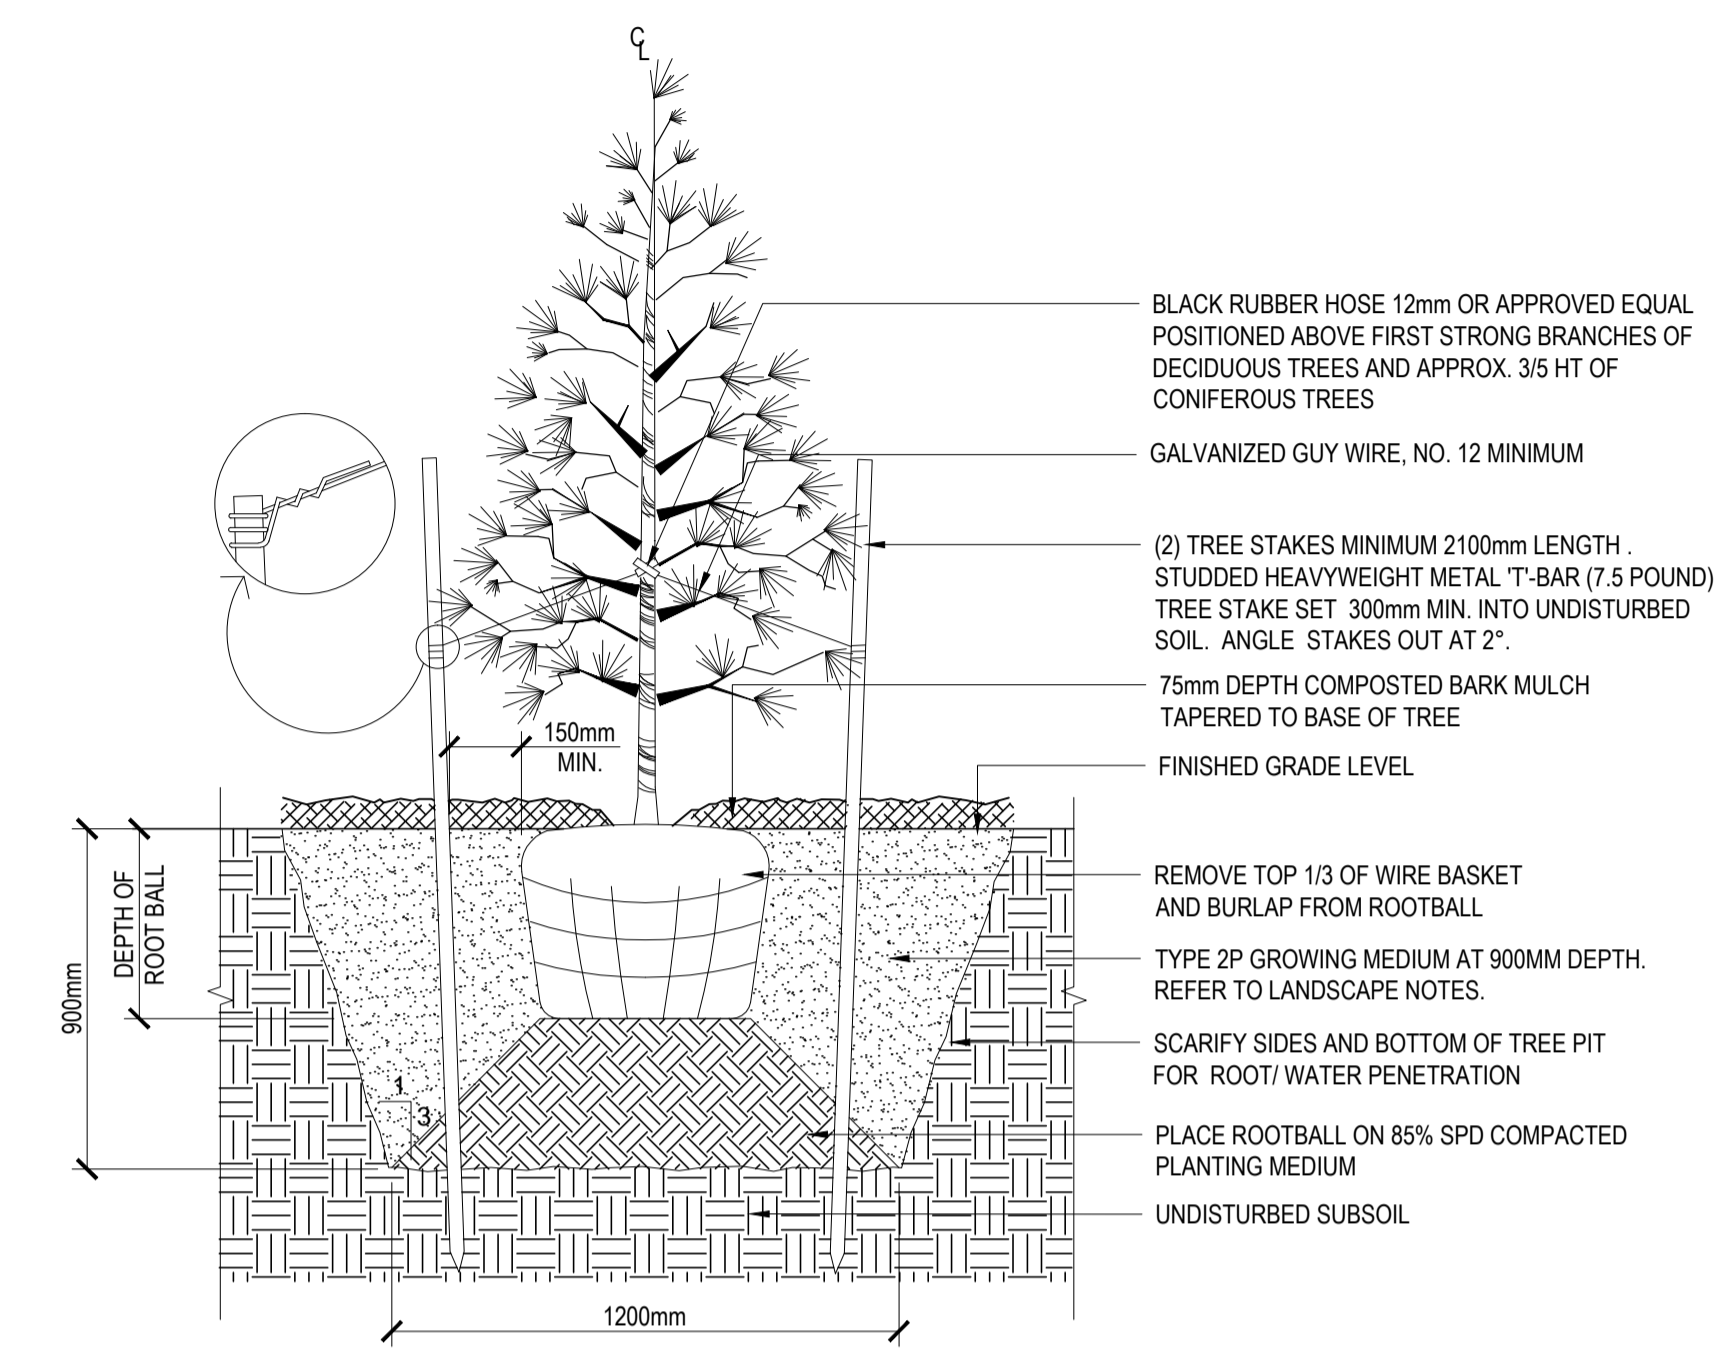 CL
BLACK RUBBER HOSE 12mm OR APPROVED EQUAL
POSITIONED ABOVE FIRST STRONG BRANCHES OF
DECIDUOUS TREES AND APPROX. 3/5 HT OF
CONIFEROUS TREES
GALVANIZED GUY WIRE, NO. 12 MINIMUM
(2) TREE STAKES MINIMUM 2100mm LENGTH .
STUDDED HEAVYWEIGHT METAL 'T'-BAR (7.5 POUND)
TREE STAKE SET 300mm MIN. INTO UNDISTURBED
SOIL. ANGLE STAKES OUT AT 2°.
75mm DEPTH COMPOSTED BARK MULCH
TAPERED TO BASE OF TREE
150mm
MIN.
FINISHED GRADE LEVEL
REMOVE TOP 1/3 OF WIRE BASKET
AND BURLAP FROM ROOTBALL
DEPTH OF
ROOT BALL
900mm
TYPE 2P GROWING MEDIUM AT 900MM DEPTH.
REFER TO LANDSCAPE NOTES.
SCARIFY SIDES AND BOTTOM OF TREE PIT
FOR ROOT/ WATER PENETRATION
1
3
PLACE ROOTBALL ON 85% SPD COMPACTED
PLANTING MEDIUM
UNDISTURBED SUBSOIL
1200mm